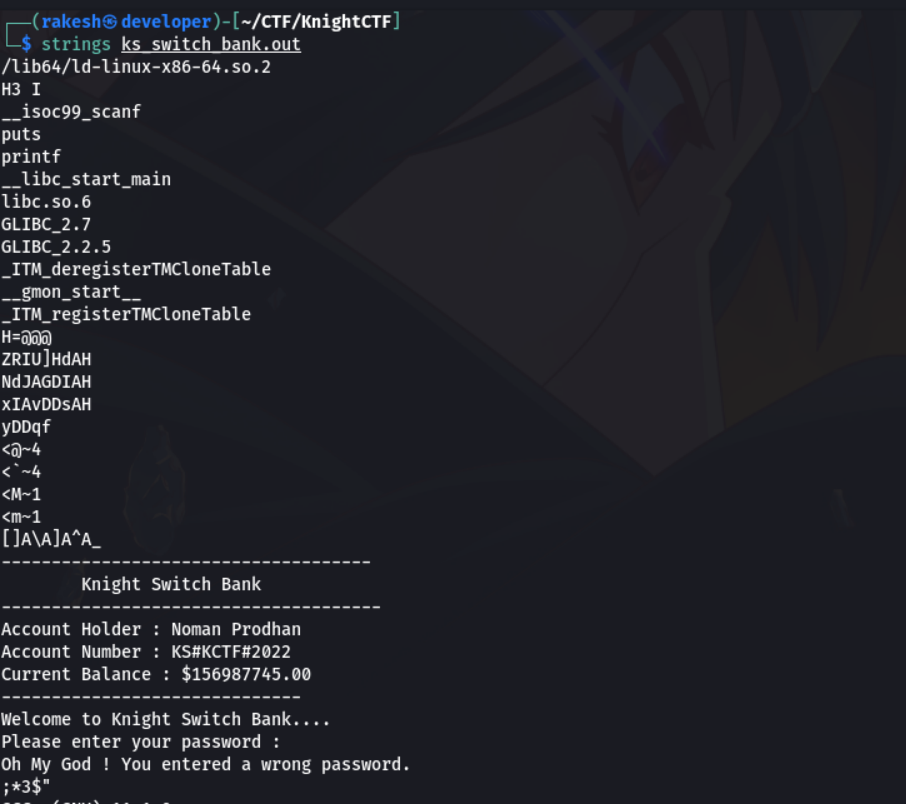 ┌──(rakesh㉿developer)-[~/CTF/KnightCTF]
└─$ strings ks_switch_bank.out
/lib64/ld-linux-x86-64.so.2
H3 I
__isoc99_scanf
puts
printf
__libc_start_main
libc.so.6
GLIBC_2.7
GLIBC_2.2.5
_ITM_deregisterTMCloneTable
__gmon_start__
_ITM_registerTMCloneTable
H=@@@
ZRIU]HdAH
NdJAGDIAH
xIAvDDsAH
yDDqf
<@~4
<`~4
<M~1
<m~1
[]A\A]A^A_
-------------------------------------
Knight Switch Bank
--------------------------------------
Account Holder : Noman Prodhan
Account Number : KS#KCTF#2022
Current Balance : $156987745.00
------------------------------
Welcome to Knight Switch Bank....
Please enter your password :
Oh My God ! You entered a wrong password.
;*3$"